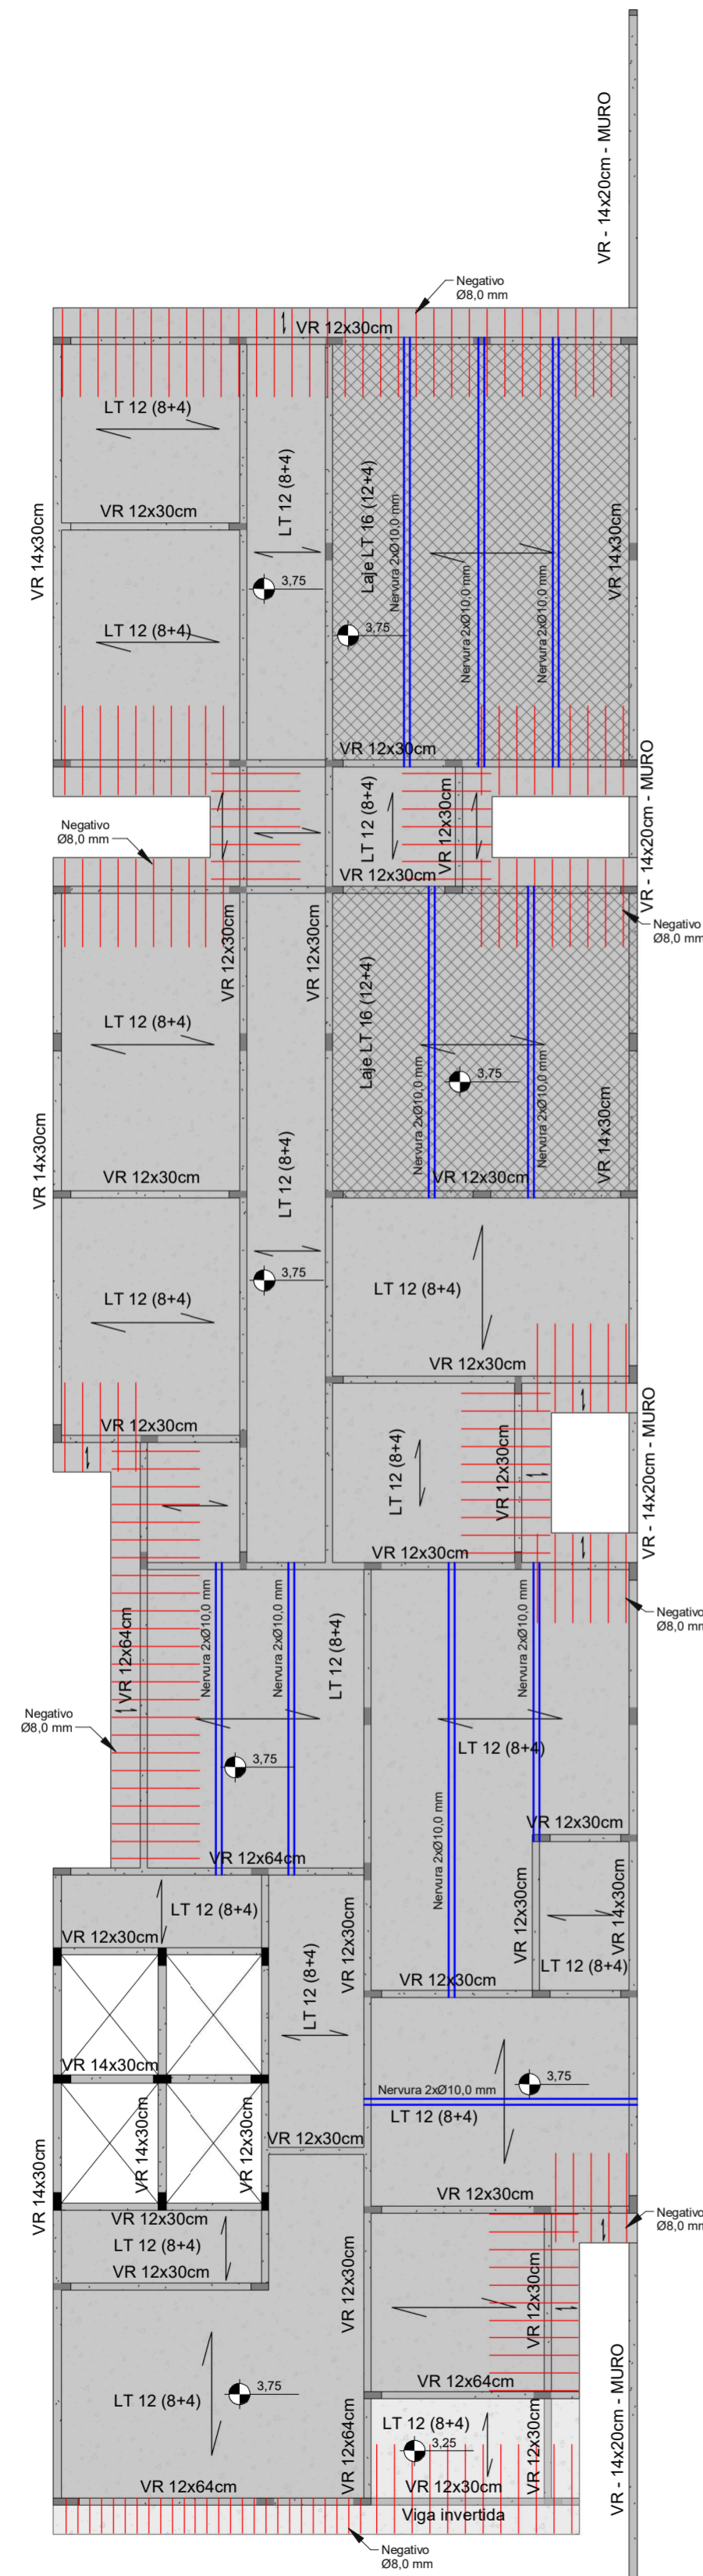 VR - 14x20cm - MURO
Negativo
Ø8,0 mm
VR 12x30cm
LT 12 (8+4)
VR 12x30cm
LT 12 (8+4)
Laje LT 16 (12+4)
Nervura 2xØ10,0 mm
VR 14x30cm
VR 14x30cm
Nervura 2xØ10,0 mm
Nervura 2xØ10,0 mm
3,75
LT 12 (8+4)
3,75
VR 12x30cm
VR - 14x20cm - MURO
LT 12 (8+4)
VR 12x30cm
Negativo
Ø8,0 mm
VR 12x30cm
VR 12x30cm
VR 12x30cm
Negativo
Ø8,0 mm
Laje LT 16 (12+4)
LT 12 (8+4)
3,75
Nervura 2xØ10,0 mm
Nervura 2xØ10,0 mm
VR 14x30cm
VR 14x30cm
LT 12 (8+4)
VR 12x30cm
VR 12x30cm
3,75
LT 12 (8+4)
LT 12 (8+4)
VR 12x30cm
VR 12x30cm
LT 12 (8+4)
VR 12x30cm
VR - 14x20cm - MURO
VR 12x30cm
Nervura 2xØ10,0 mm
Nervura 2xØ10,0 mm
LT 12 (8+4)
Nervura 2xØ10,0 mm
Negativo
Ø8,0 mm
VR 12x64cm
Negativo
Ø8,0 mm
3,75
LT 12 (8+4)
Nervura 2xØ10,0 mm
VR 12x30cm
VR 12x64cm
LT 12 (8+4)
VR 12x30cm
VR 12x30cm
VR 12x30cm
VR 14x30cm
LT 12 (8+4)
LT 12 (8+4)
VR 12x30cm
VR 14x30cm
3,75
Nervura 2xØ10,0 mm
LT 12 (8+4)
VR 14x30cm
VR 14x30cm
VR 12x30cm
VR 12x30cm
VR 12x30cm
VR 12x30cm
Negativo
Ø8,0 mm
LT 12 (8+4)
VR 12x30cm
VR 12x30cm
VR 12x30cm
VR 12x64cm
3,75
LT 12 (8+4)
LT 12 (8+4)
3,25
VR 12x64cm
VR 12x30cm
VR - 14x20cm - MURO
VR 12x64cm
VR 12x30cm
Viga invertida
Negativo
Ø8,0 mm